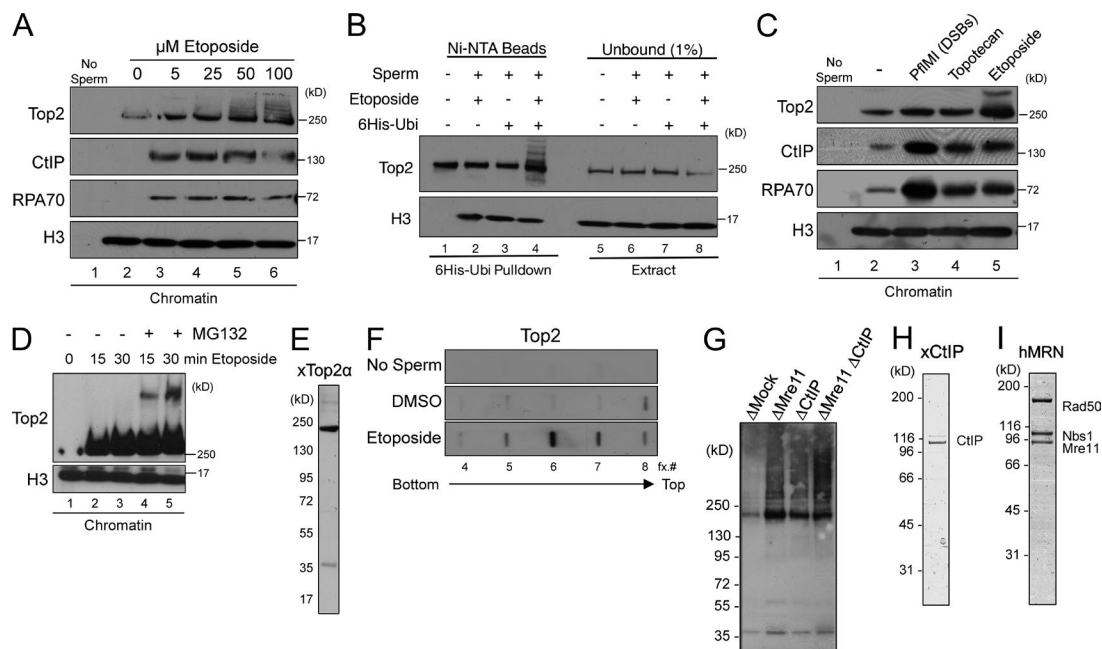 A
μM Etoposide
No
Sperm
0 5 25 50 100
(kD)
Top2
250
CtIP
130
RPA70
72
H3
17
1 2 3 4 5 6
Chromatin
B
Ni-NTA Beads Unbound (1%)
Sperm - + + + - + + +
Etoposide - + - + - + - +
6His-Ubi - - + + - - + +
(kD)
Top2
250
H3
17
1 2 3 4 5 6 7 8
6His-Ubi Pulldown Extract
C
No
Sperm
- PflMI (DSBs) Topotecan Etoposide
(kD)
Top2
250
CtIP
130
RPA70
72
H3
17
1 2 3 4 5
Chromatin
D
- - - + + MG132
0 15 30 15 30 min Etoposide
(kD)
Top2
250
H3
17
1 2 3 4 5
Chromatin
E
xTop2α
(kD)
250
130
95
72
55
35
17
F
Top2
No Sperm
DMSO
Etoposide
4 5 6 7 8 fx.#
Bottom Top
G
ΔMock ΔMre11 ΔCtIP ΔMre11 ΔCtIP
(kD)
250
130
95
72
55
35
H
xCtIP
(kD)
200
116
96
66
45
31
CtIP
I
hMRN
(kD)
200
116
96
66
45
31
Rad50
Nbs1
Mre11